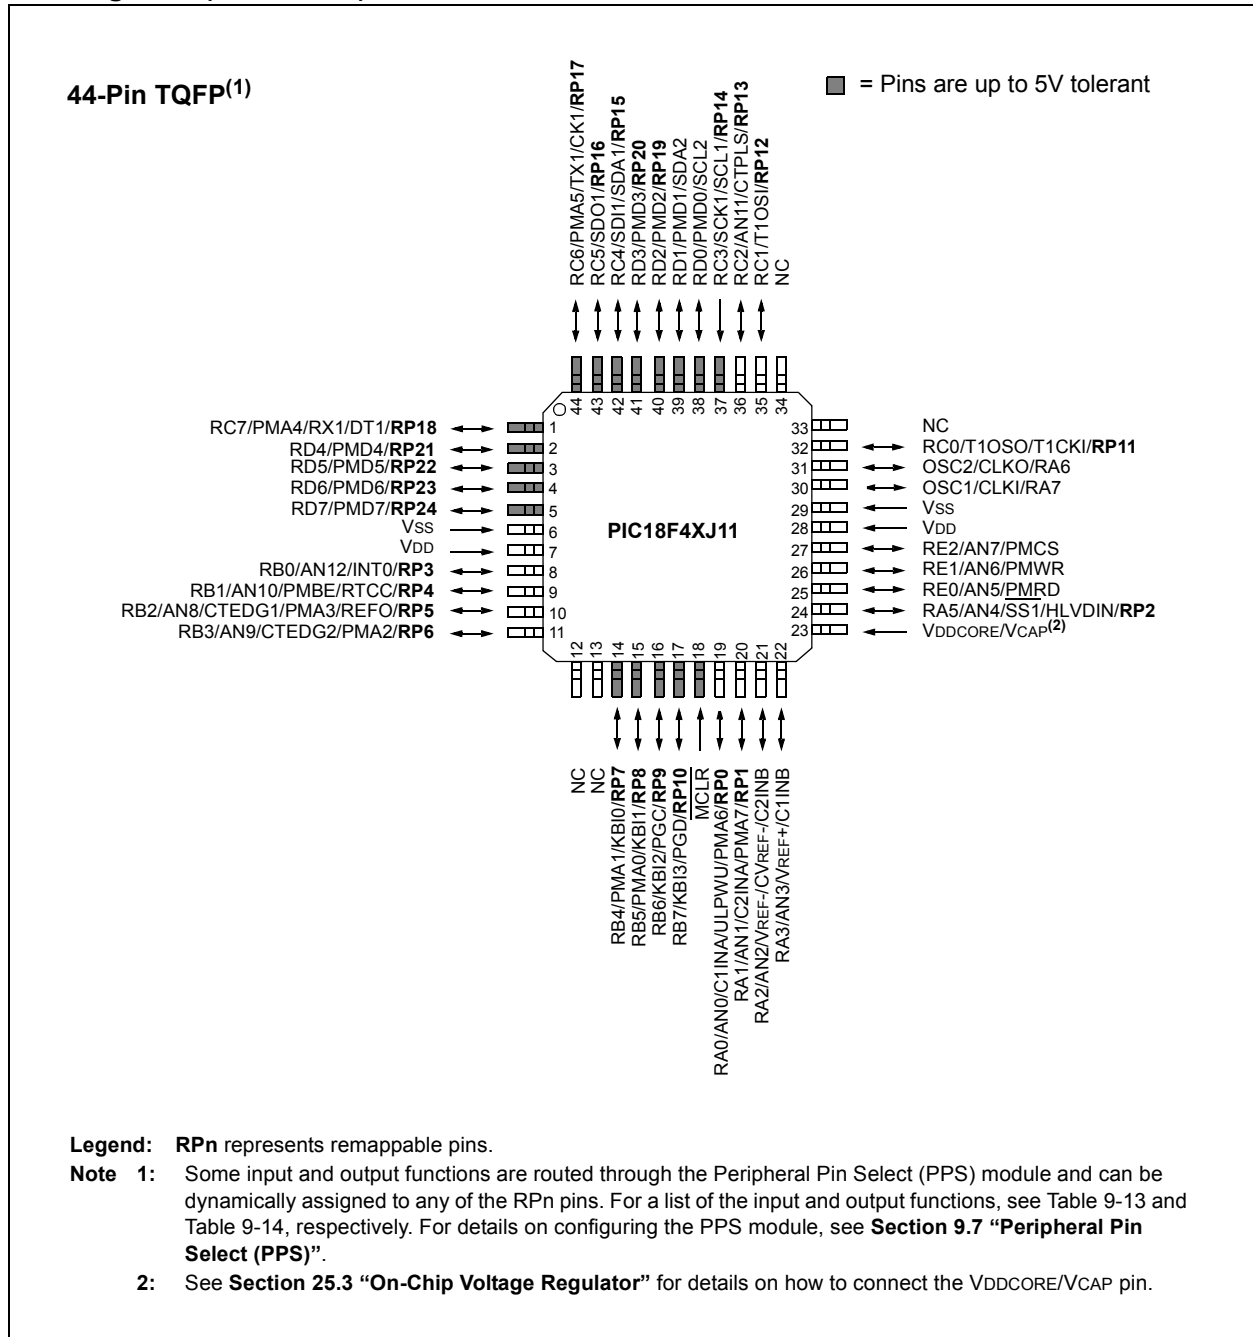 44-Pin TQFP(1)
= Pins are up to 5V tolerant
RC6/PMA5/TX1/CK1/RP17
RC5/SDO1/RP16
RC4/SDI1/SDA1/RP15
RD3/PMD3/RP20
RD2/PMD2/RP19
RD1/PMD1/SDA2
RD0/PMD0/SCL2
RC3/SCK1/SCL1/RP14
RC2/AN11/CTPLS/RP13
RC1/T1OSI/RP12
NC
44 43 42 41 40 39 38 37 36 35 34
RC7/PMA4/RX1/DT1/RP18 1
RD4/PMD4/RP21 2
RD5/PMD5/RP22 3
RD6/PMD6/RP23 4
RD7/PMD7/RP24 5
VSS 6
VDD 7
RB0/AN12/INT0/RP3 8
RB1/AN10/PMBE/RTCC/RP4 9
RB2/AN8/CTEDG1/PMA3/REFO/RP5 10
RB3/AN9/CTEDG2/PMA2/RP6 11
PIC18F4XJ11
33 NC
32 RC0/T1OSO/T1CKI/RP11
31 OSC2/CLKO/RA6
30 OSC1/CLKI/RA7
29 VSS
28 VDD
27 RE2/AN7/PMCS
26 RE1/AN6/PMWR
25 RE0/AN5/PMRD
24 RA5/AN4/SS1/HLVDIN/RP2
23 VDDCORE/VCAP(2)
12 13 14 15 16 17 18 19 20 21 22
NC
NC
RB4/PMA1/KBI0/RP7
RB5/PMA0/KBI1/RP8
RB6/KBI2/PGC/RP9
RB7/KBI3/PGD/RP10
MCLR
RA0/AN0/C1INA/ULPWU/PMA6/RP0
RA1/AN1/C2INA/PMA7/RP1
RA2/AN2/VREF-/CVREF-/C2INB
RA3/AN3/VREF+/C1INB
Legend: RPn represents remappable pins.
Note 1: Some input and output functions are routed through the Peripheral Pin Select (PPS) module and can be
dynamically assigned to any of the RPn pins. For a list of the input and output functions, see Table 9-13 and
Table 9-14, respectively. For details on configuring the PPS module, see Section 9.7 “Peripheral Pin
Select (PPS)”.
2: See Section 25.3 “On-Chip Voltage Regulator” for details on how to connect the VDDCORE/VCAP pin.